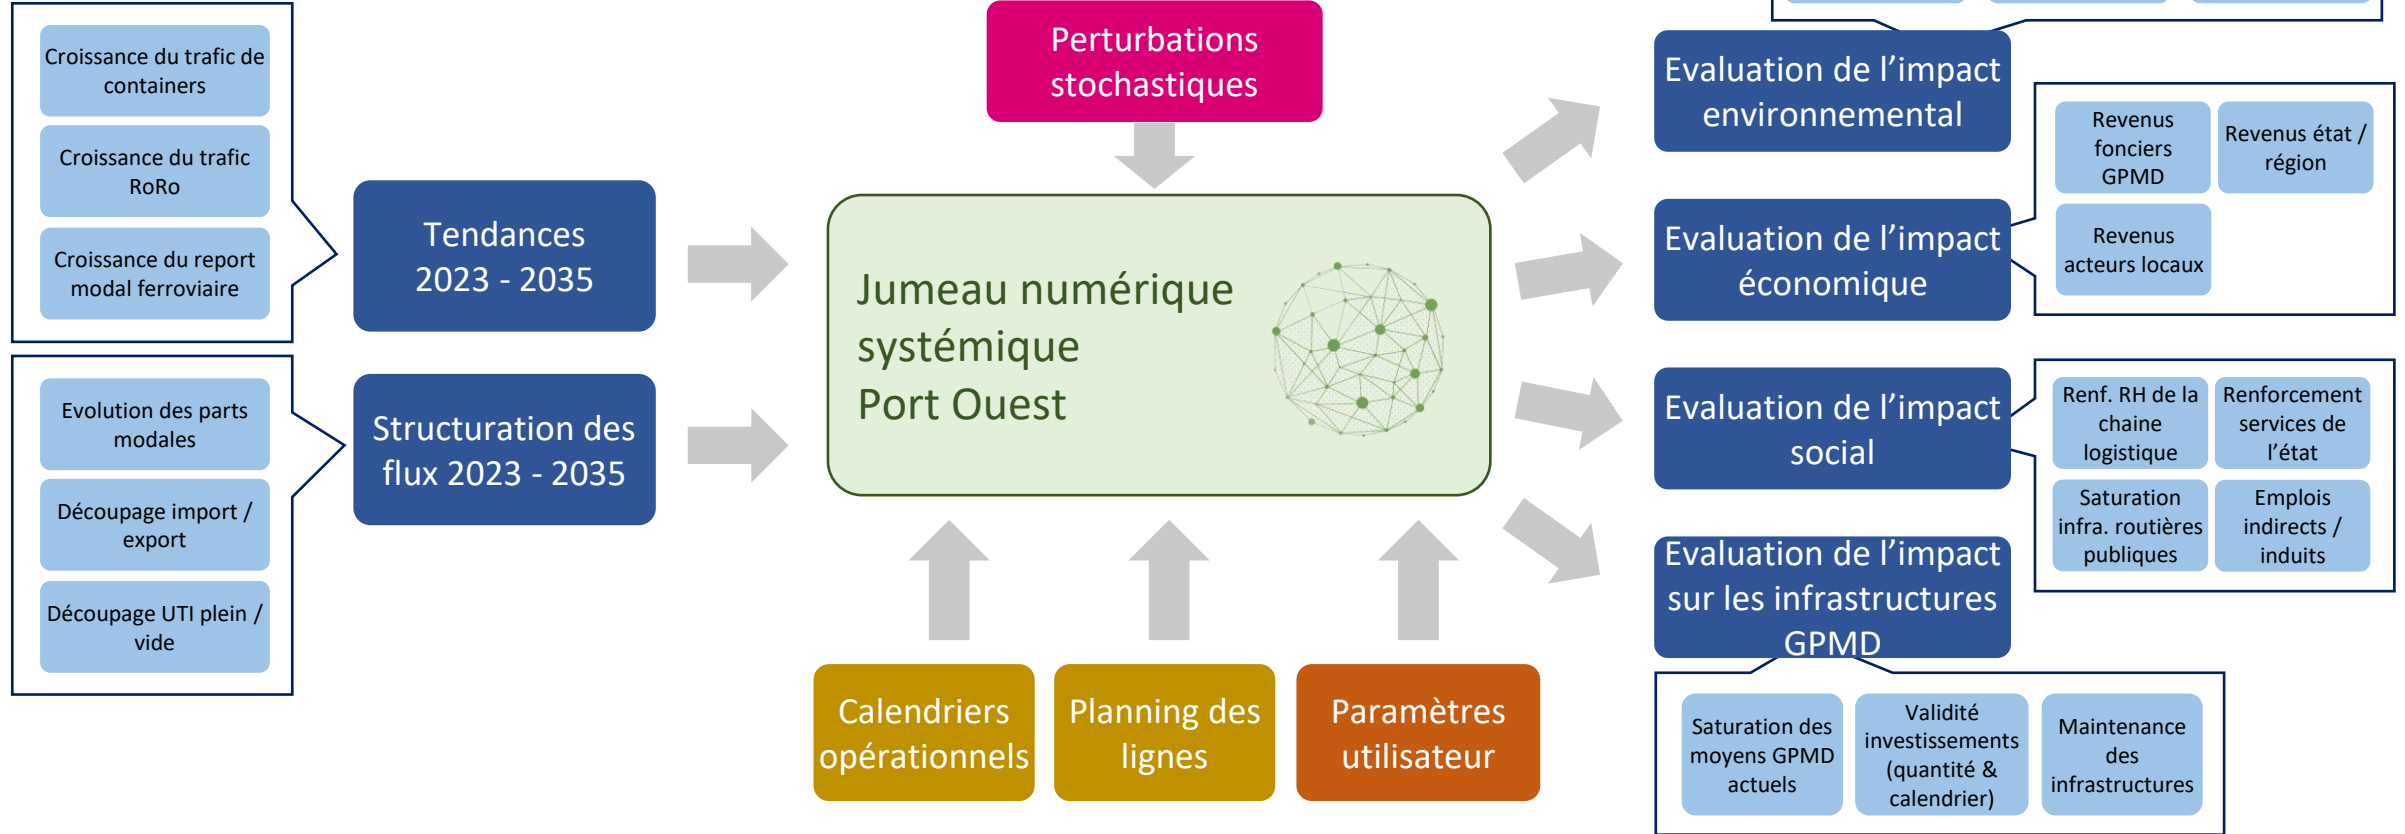 Croissance du trafic de
containers
Croissance du trafic
RoRo
Croissance du report
modal ferroviaire
Tendances
2023 - 2035
Evolution des parts
modales
Découpage import /
export
Découpage UTI plein /
vide
Structuration des
flux 2023 - 2035
Perturbations
stochastiques
Jumeau numérique
systémique
Port Ouest
Calendriers
opérationnels
Planning des
lignes
Paramètres
utilisateur
Evaluation de l’impact
environnemental
Evaluation de l’impact
économique
Revenus
fonciers
GPMD
Revenus état /
région
Revenus
acteurs locaux
Evaluation de l’impact
social
Renf. RH de la
chaine
logistique
Renforcement
services de
l’état
Saturation
infra. routières
publiques
Emplois
indirects /
induits
Evaluation de l’impact
sur les infrastructures
GPMD
Saturation des
moyens GPMD
actuels
Validité
investissements
(quantité &
calendrier)
Maintenance
des
infrastructures